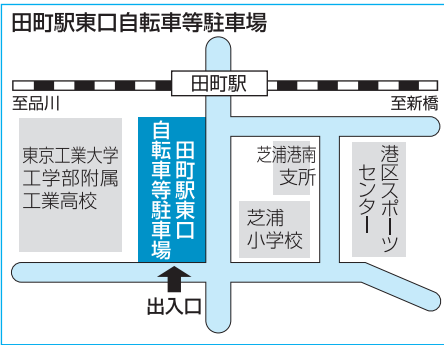 田町駅東口自転車等駐車場
田町駅
至品川
至新橋
東京工業大学
工学部附属
工業高校
田町駅東口
自転車等駐車場
芝浦港南
支所
芝浦
小学校
港区スポーツ
センター
出入口